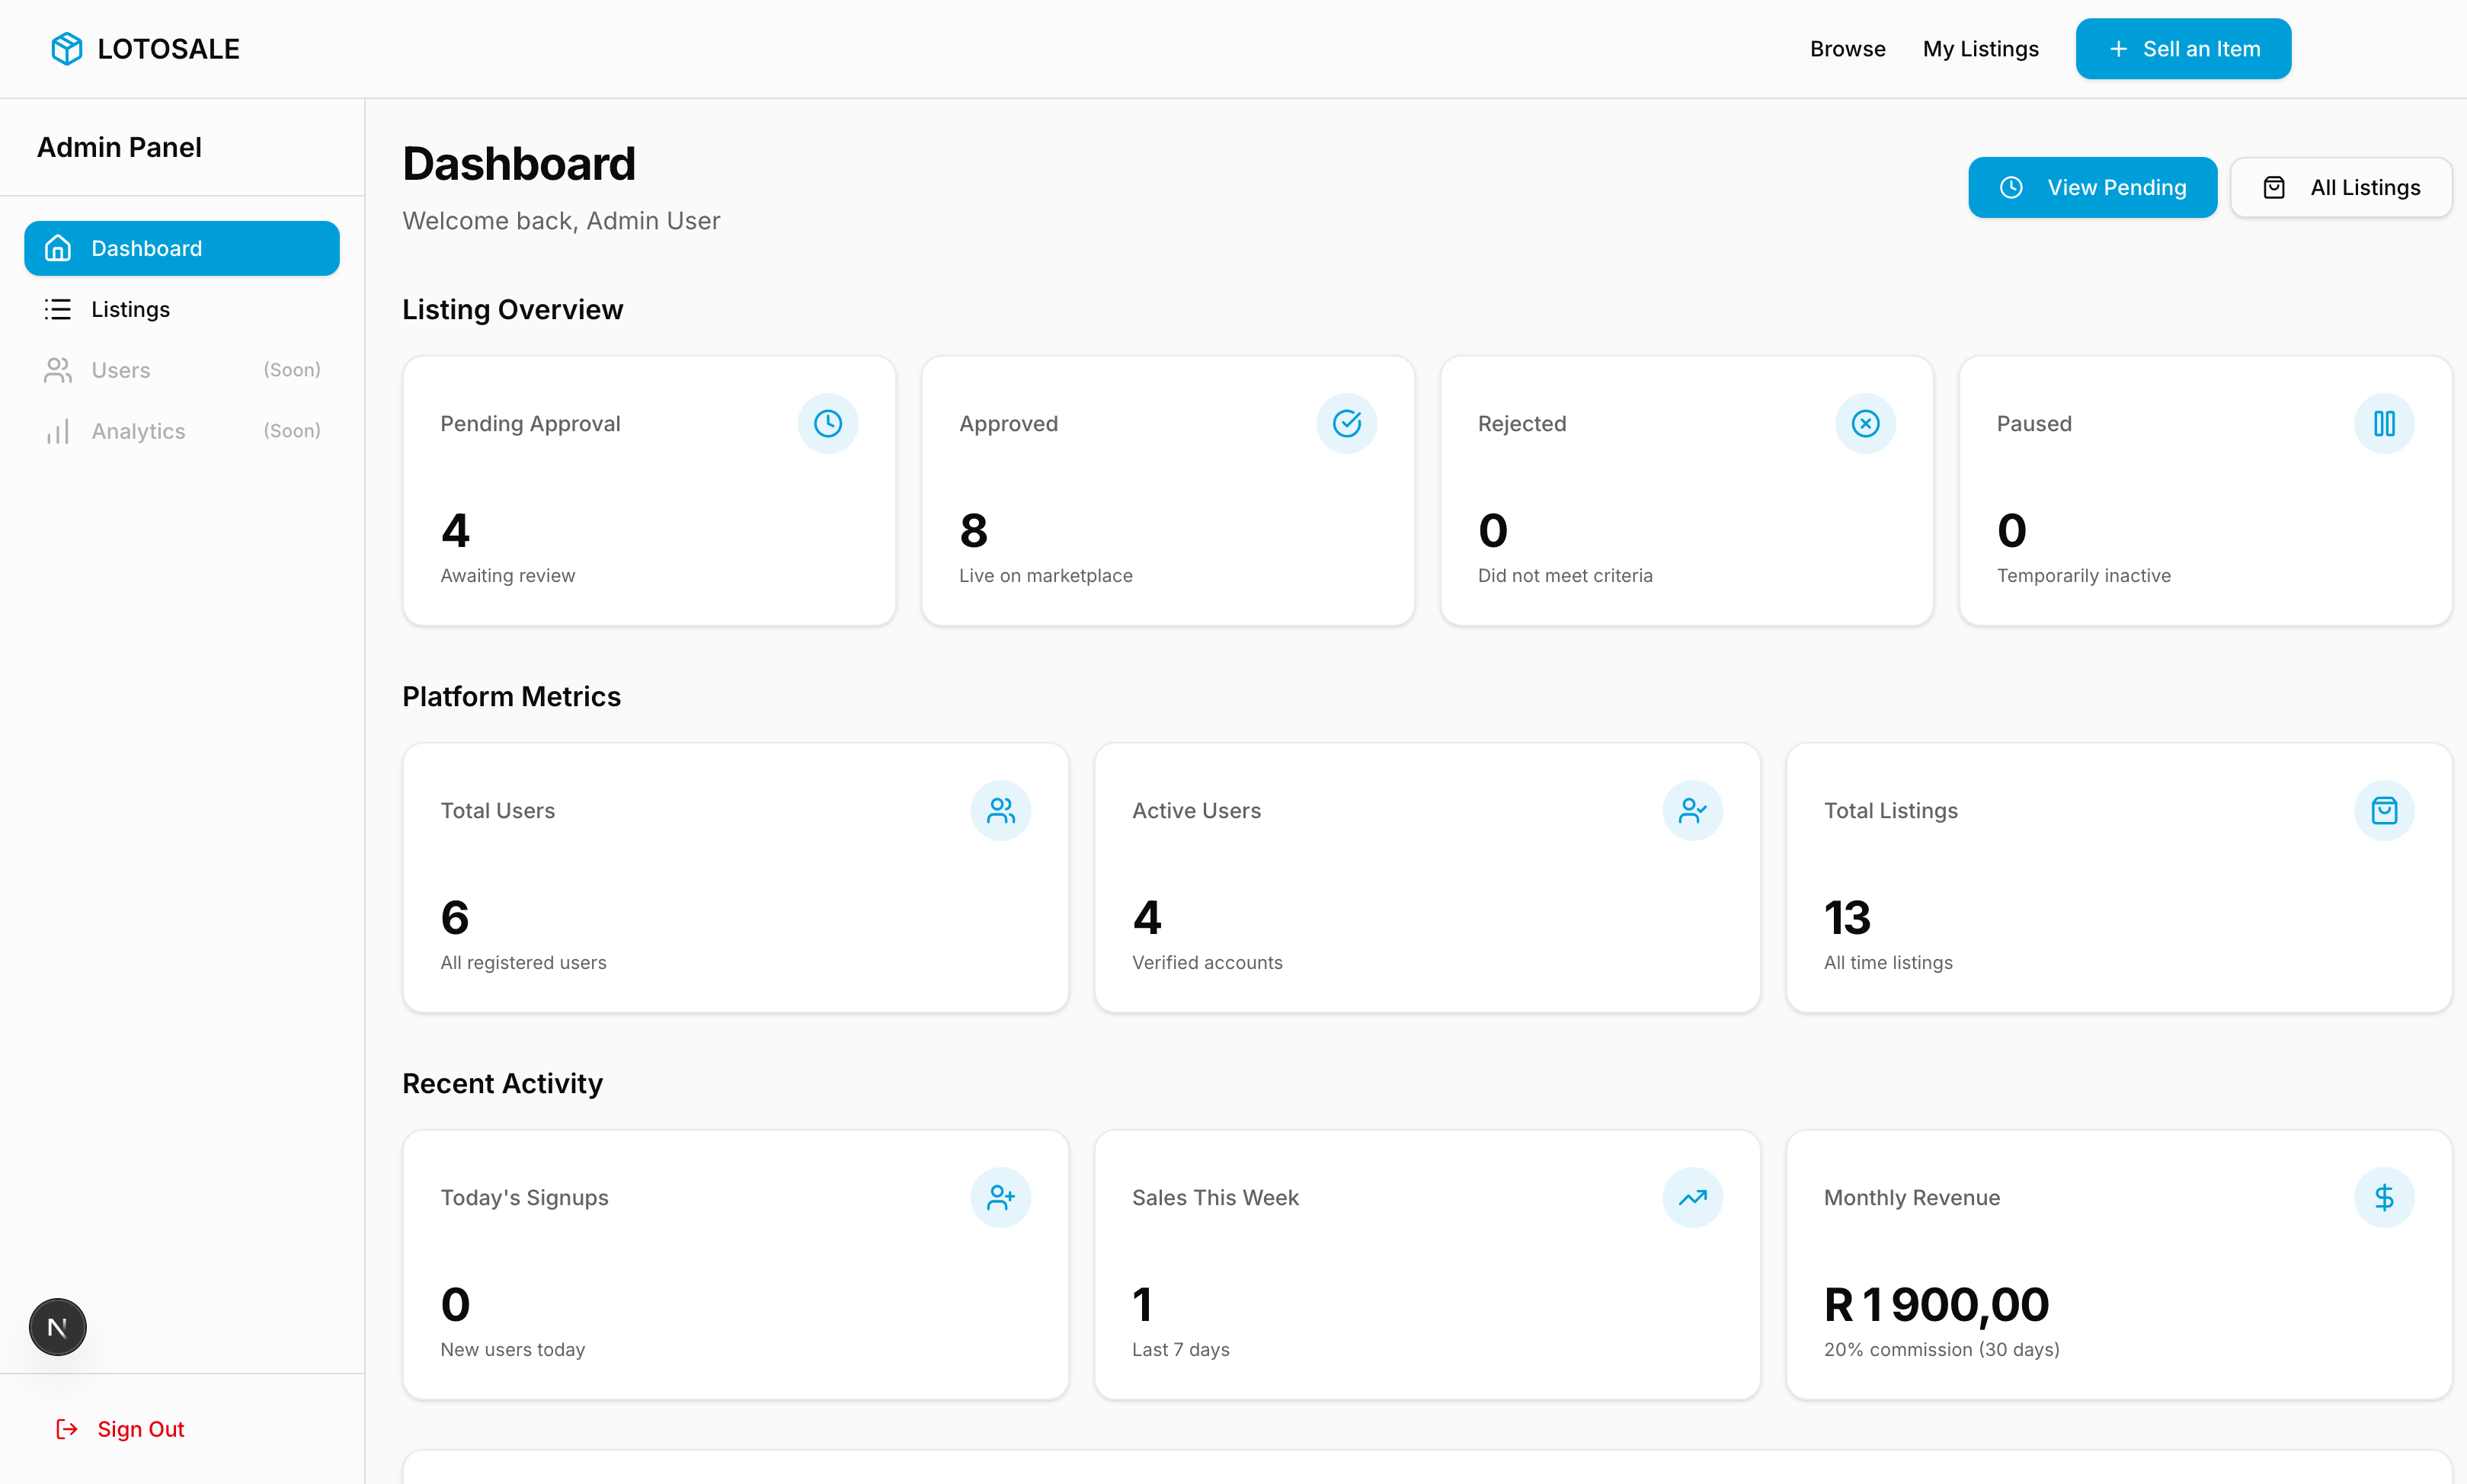 LOTOSALE
Browse
My Listings
Sell an Item
Admin Panel
Dashboard
Listings
Users (Soon)
Analytics (Soon)
N
Sign Out
Dashboard
Welcome back, Admin User
View Pending
All Listings
Listing Overview
Pending Approval
4
Awaiting review
Approved
8
Live on marketplace
Rejected
0
Did not meet criteria
Paused
0
Temporarily inactive
Platform Metrics
Total Users
6
All registered users
Active Users
4
Verified accounts
Total Listings
13
All time listings
Recent Activity
Today's Signups
0
New users today
Sales This Week
1
Last 7 days
Monthly Revenue
R 1 900,00
20% commission (30 days)